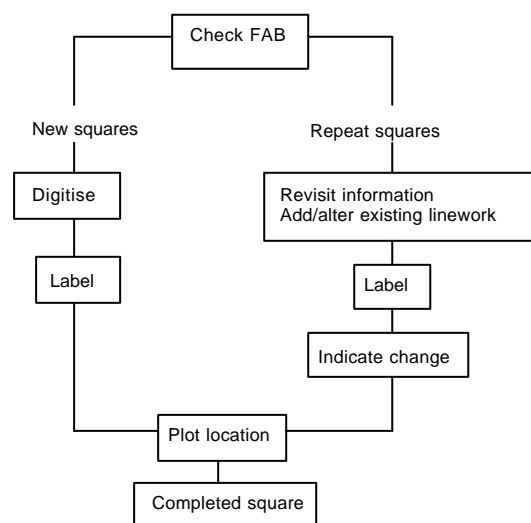 Check FAB
New squares
Repeat squares
Digitise
Revisit information
Add/alter existing linework
Label
Label
Indicate change
Plot location
Completed square